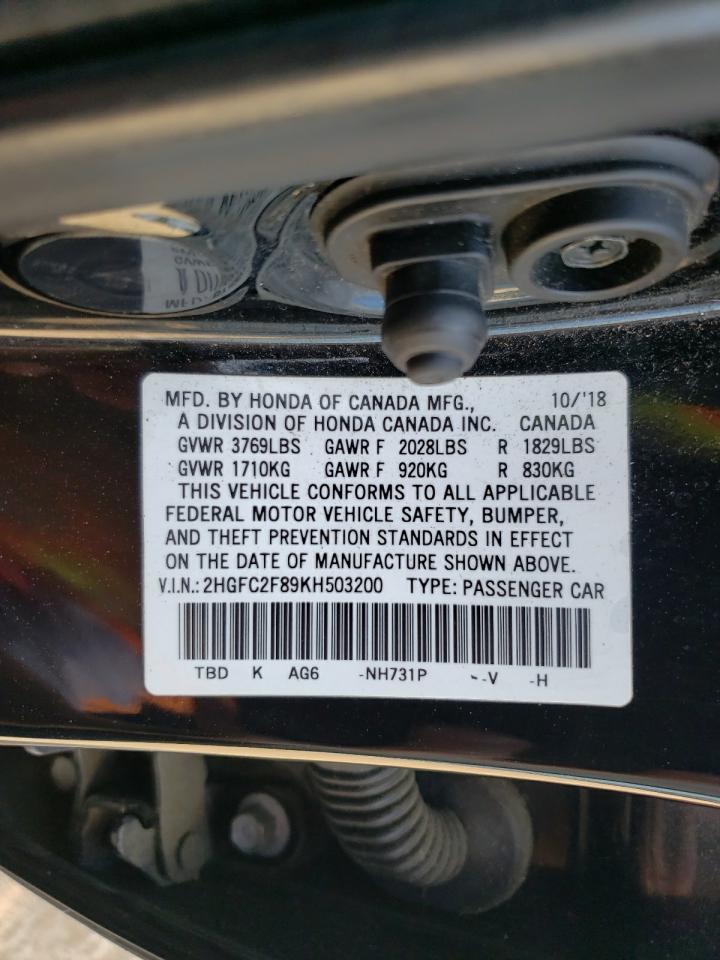 MFD. BY HONDA OF CANADA MFG., 10/'18
A DIVISION OF HONDA CANADA INC. CANADA
GVWR 3769LBS GAWR F 2028LBS R 1829LBS
GVWR 1710KG GAWR F 920KG R 830KG
THIS VEHICLE CONFORMS TO ALL APPLICABLE
FEDERAL MOTOR VEHICLE SAFETY, BUMPER,
AND THEFT PREVENTION STANDARDS IN EFFECT
ON THE DATE OF MANUFACTURE SHOWN ABOVE.
V.I.N.: 2HGFC2F89KH503200 TYPE: PASSENGER CAR
TBD K AG6 -NH731P -V -H